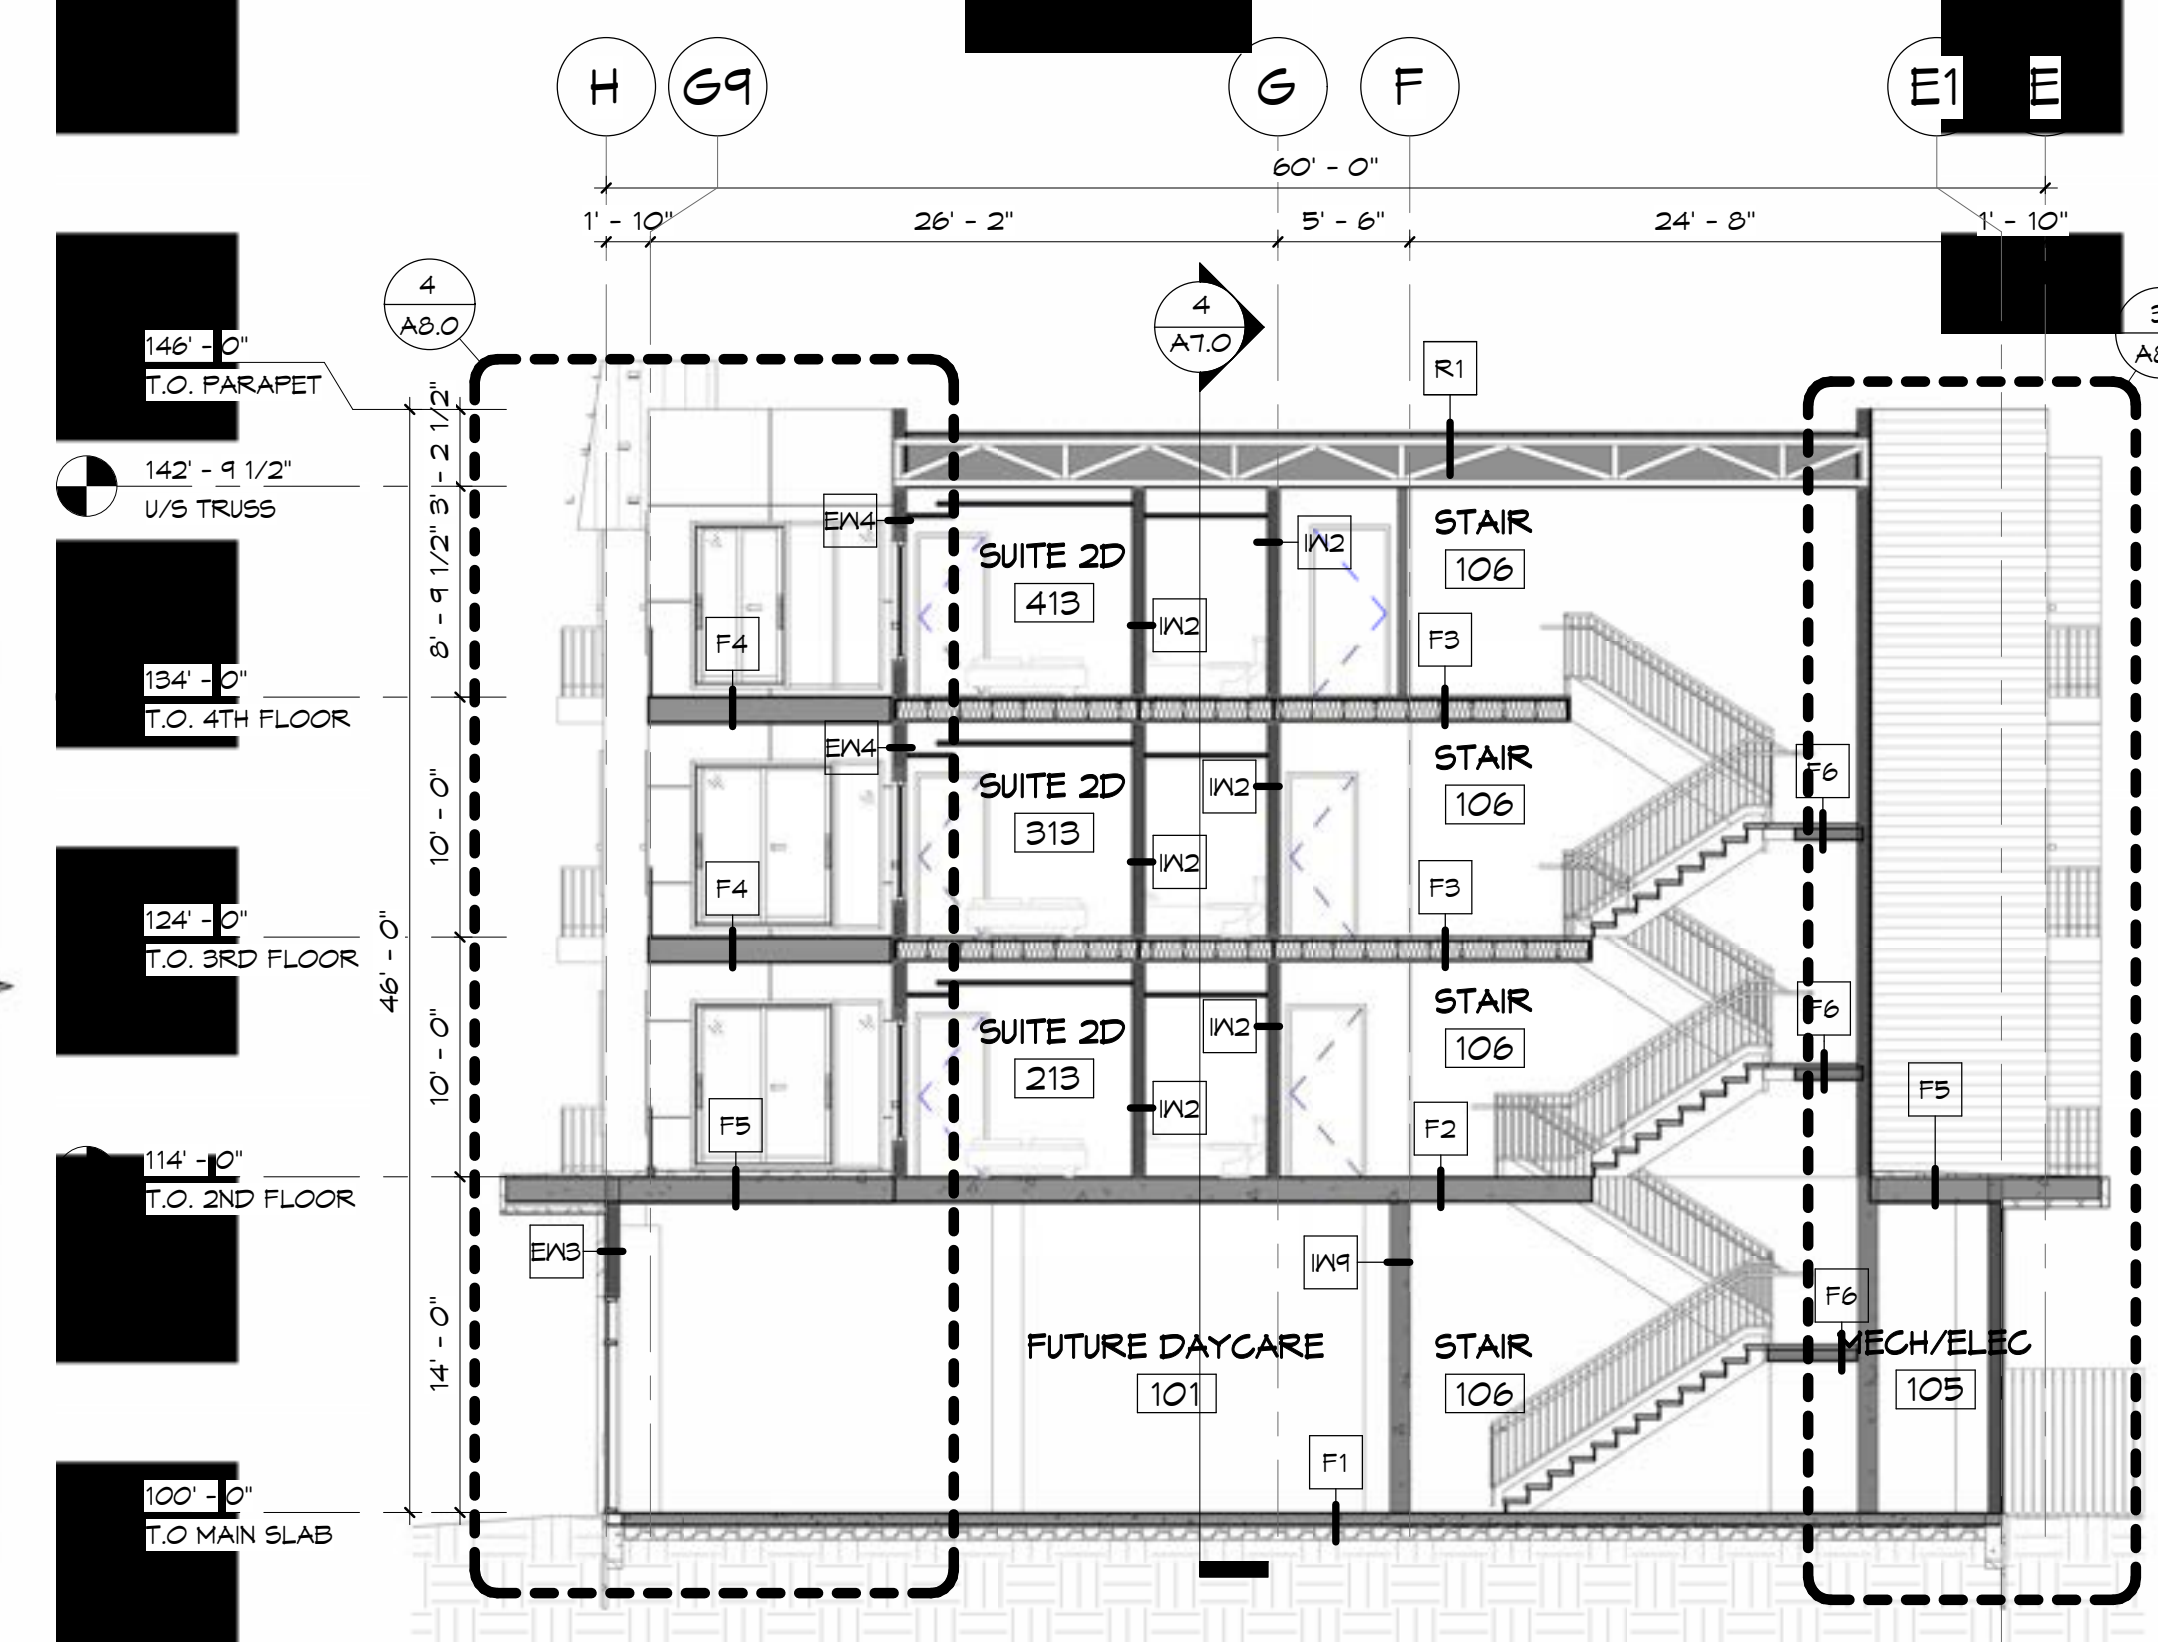 H G9 G F E1 E
60' - 0"
1' - 10" 26' - 2" 5' - 6" 24' - 8" 1' - 10"
4
A8.0
4
A7.0
3
146' - 0"
T.O. PARAPET
R1
3' - 2 1/2"
142' - 9 1/2"
U/S TRUSS
EW4
STAIR
106
IW2
SUITE 2D
413
8' - 9 1/2"
IW2
F4
F3
134' - 0"
T.O. 4TH FLOOR
EW4
STAIR
106
F6
SUITE 2D
313
IW2
10' - 0"
IW2
F4
F3
124' - 0"
T.O. 3RD FLOOR
46' - 0"
STAIR
106
F6
SUITE 2D
213
IW2
10' - 0"
IW2
F5
F2
F5
114' - 0"
T.O. 2ND FLOOR
EW3
IW9
F6
14' - 0"
FUTURE DAYCARE
101
STAIR
106
MECH/ELEC
105
F1
100' - 0"
T.O MAIN SLAB